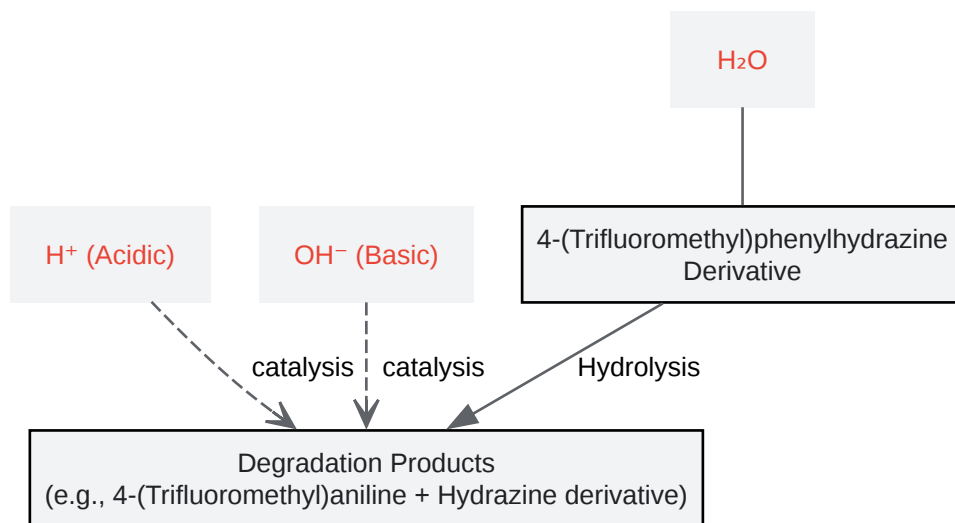 H₂O
4-(Trifluoromethyl)phenylhydrazine
Derivative
H⁺ (Acidic)
OH⁻ (Basic)
catalysis
catalysis
Hydrolysis
Degradation Products
(e.g., 4-(Trifluoromethyl)aniline + Hydrazine derivative)